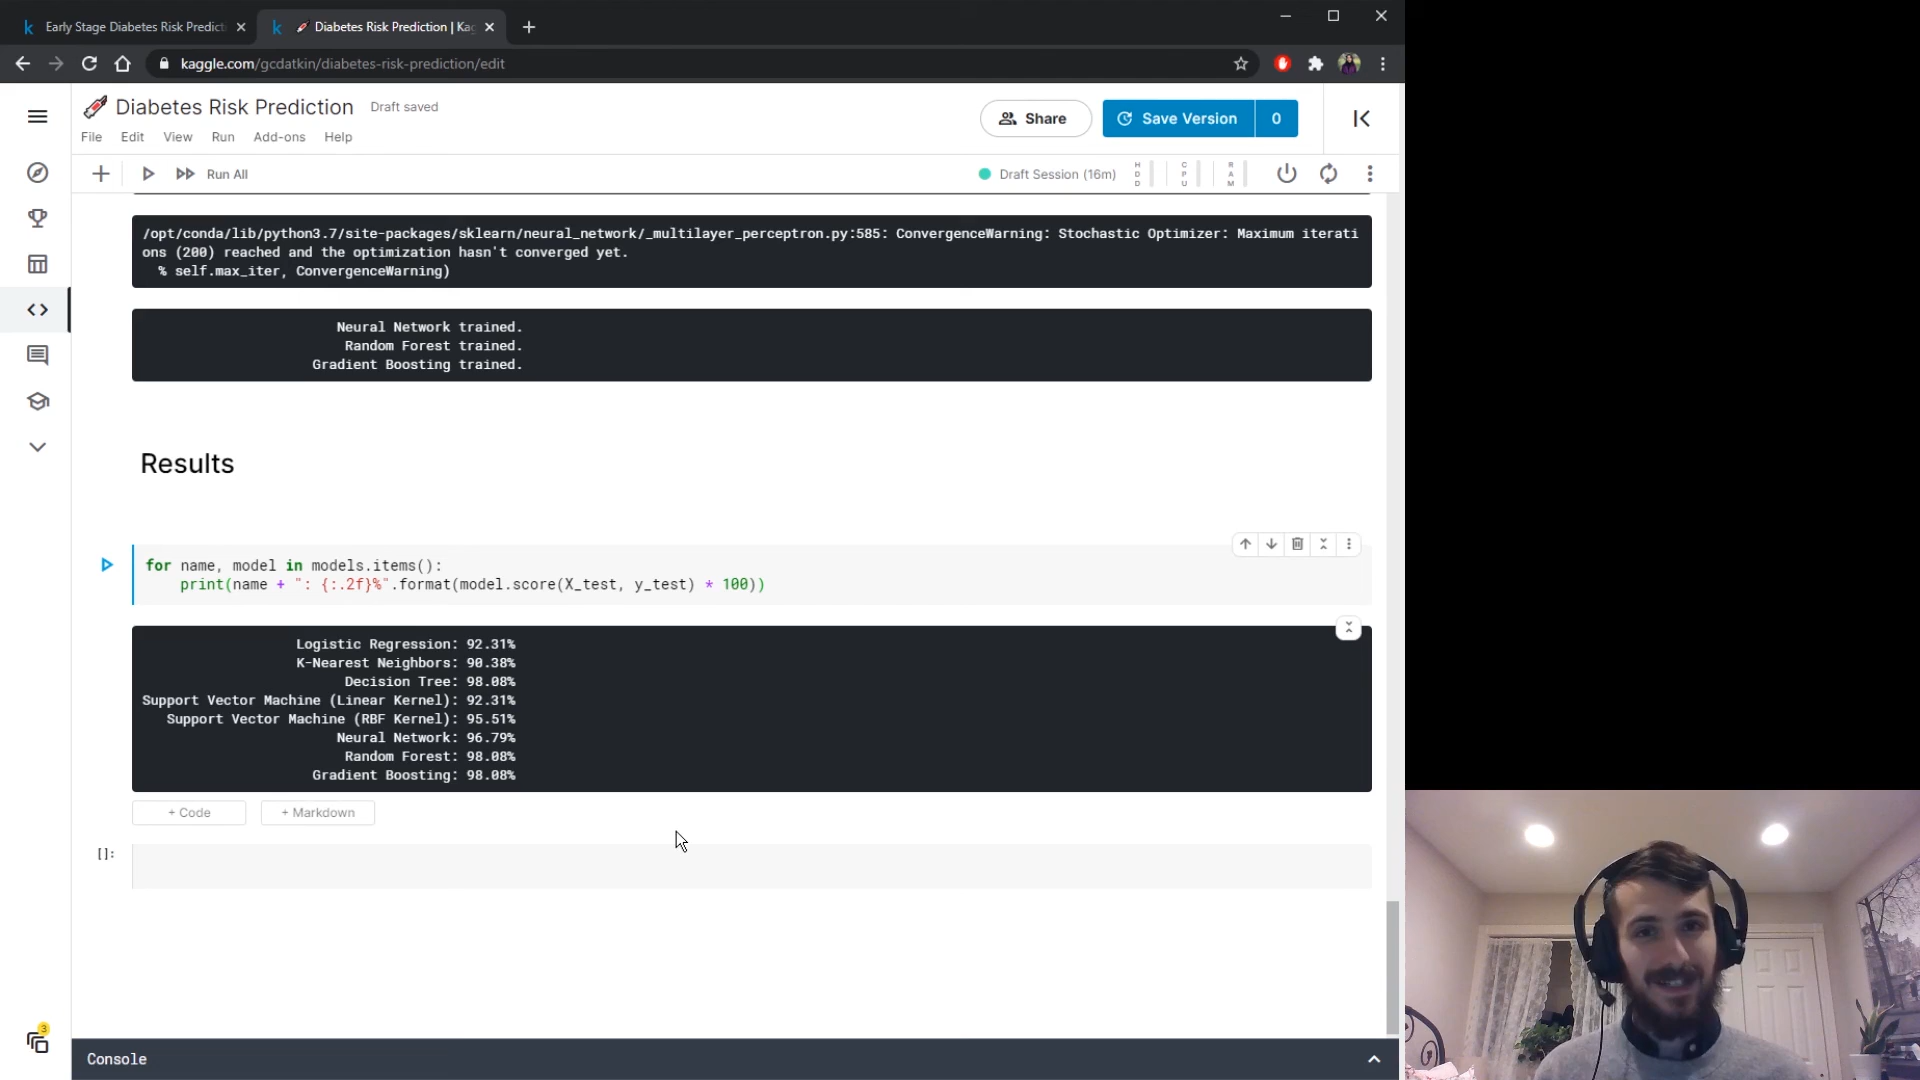 Early Stage Diabetes Risk Predict
Diabetes Risk Prediction | Kag
kaggle.com/gcdatkin/diabetes-risk-prediction/edit
Diabetes Risk Prediction
Draft saved
File Edit View Run Add-ons Help
Share
Save Version
0
Run All
Draft Session (16m)
HDD
CPU
RAM
/opt/conda/lib/python3.7/site-packages/sklearn/neural_network/_multilayer_perceptron.py:585: ConvergenceWarning: Stochastic Optimizer: Maximum iterati
ons (200) reached and the optimization hasn't converged yet.
% self.max_iter, ConvergenceWarning)
Neural Network trained.
Random Forest trained.
Gradient Boosting trained.
Results
for name, model in models.items():
print(name + ": {:.2f}%".format(model.score(X_test, y_test) * 100))
Logistic Regression: 92.31%
K-Nearest Neighbors: 90.38%
Decision Tree: 98.08%
Support Vector Machine (Linear Kernel): 92.31%
Support Vector Machine (RBF Kernel): 95.51%
Neural Network: 96.79%
Random Forest: 98.08%
Gradient Boosting: 98.08%
+ Code
+ Markdown
[]:
3
Console